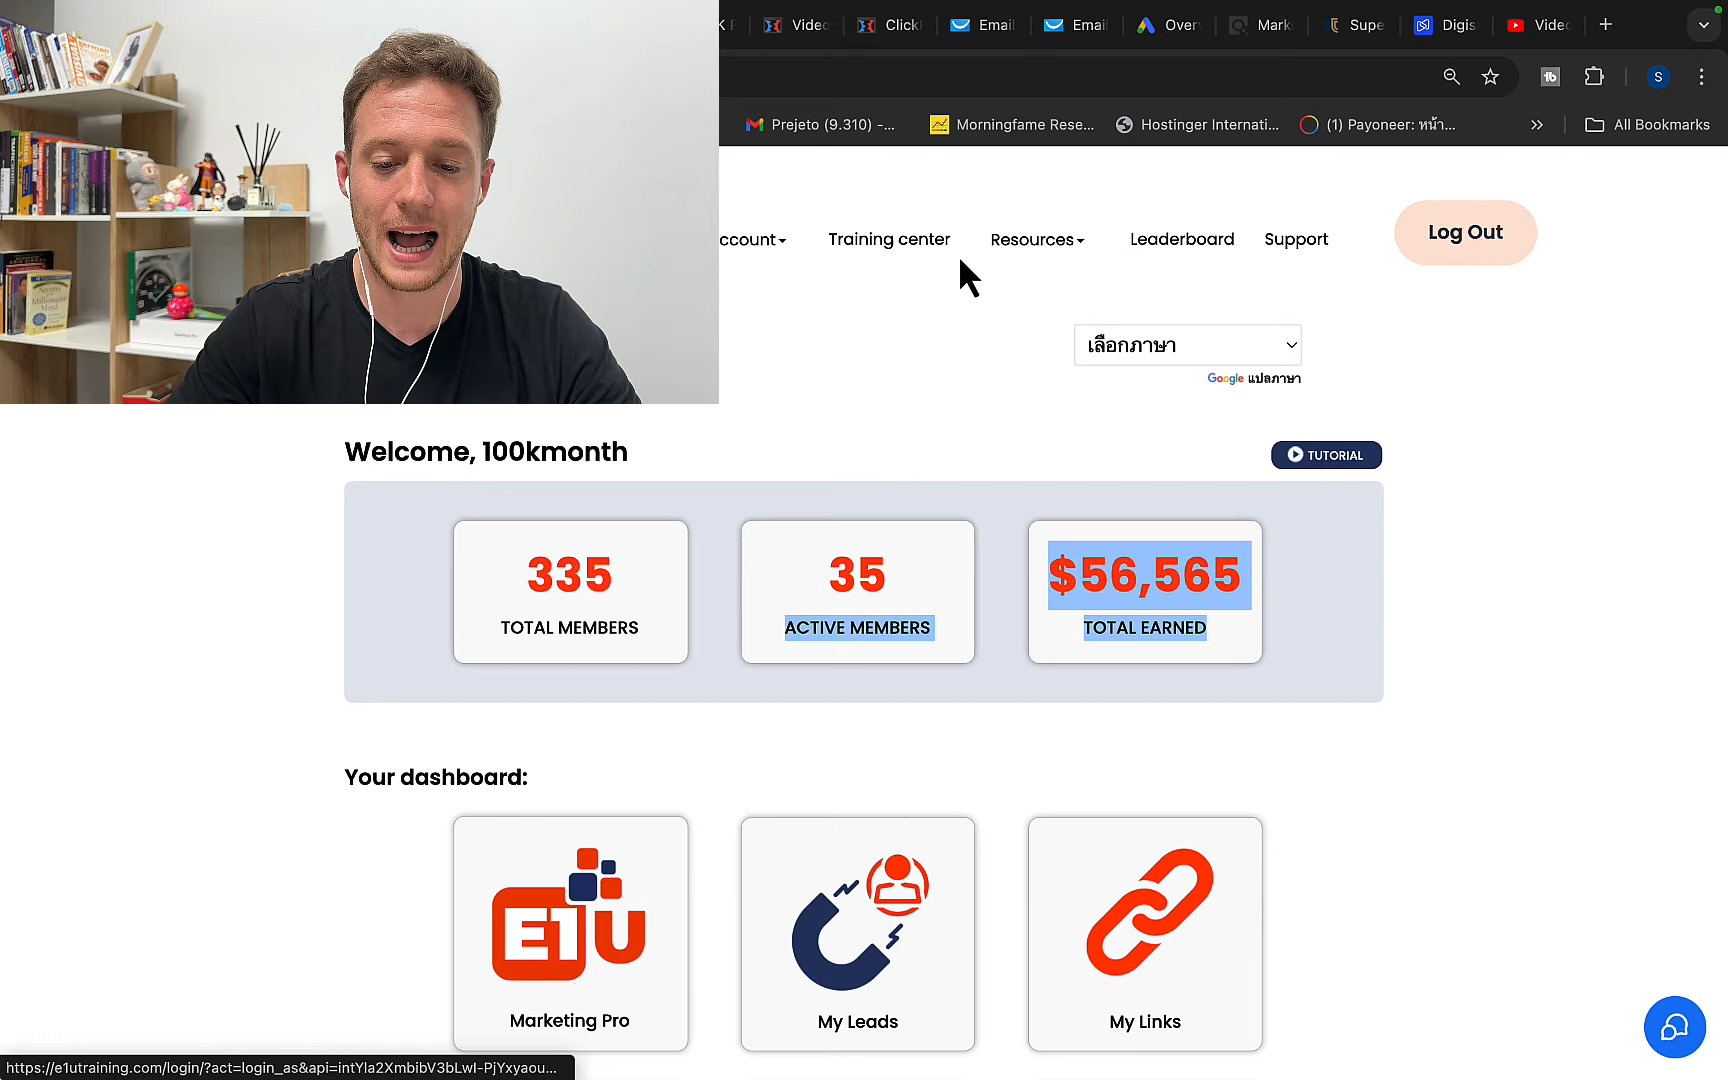 Video
Click
Email
Email
Over
Mark
Supe
Digis
Vide
Prejeto (9.310) -...
Morningfame Rese...
Hostinger Internati...
(1) Payoneer: หน้า...
All Bookmarks
ccount
Training center
Resources
Leaderboard
Support
Log Out
เลือกภาษา
Google แปลภาษา
Welcome, 100kmonth
TUTORIAL
335
TOTAL MEMBERS
35
ACTIVE MEMBERS
$56,565
TOTAL EARNED
Your dashboard:
E1U
Marketing Pro
My Leads
My Links
https://e1utraining.com/login/?act=login_as&api=intYla2XmbibV3bLwI-PjYxyaou...